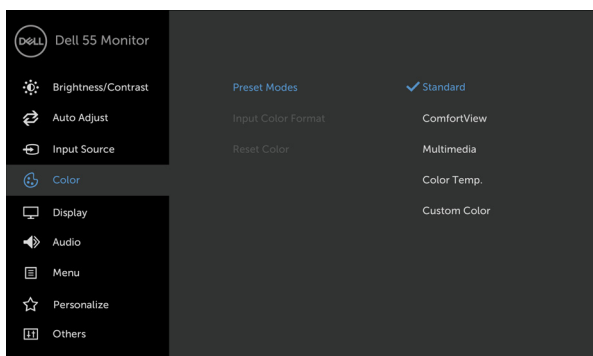 DELL Dell 55 Monitor
Brightness/Contrast
Auto Adjust
Input Source
Color
Display
Audio
Menu
Personalize
Others
Preset Modes
Input Color Format
Reset Color
Standard
ComfortView
Multimedia
Color Temp.
Custom Color